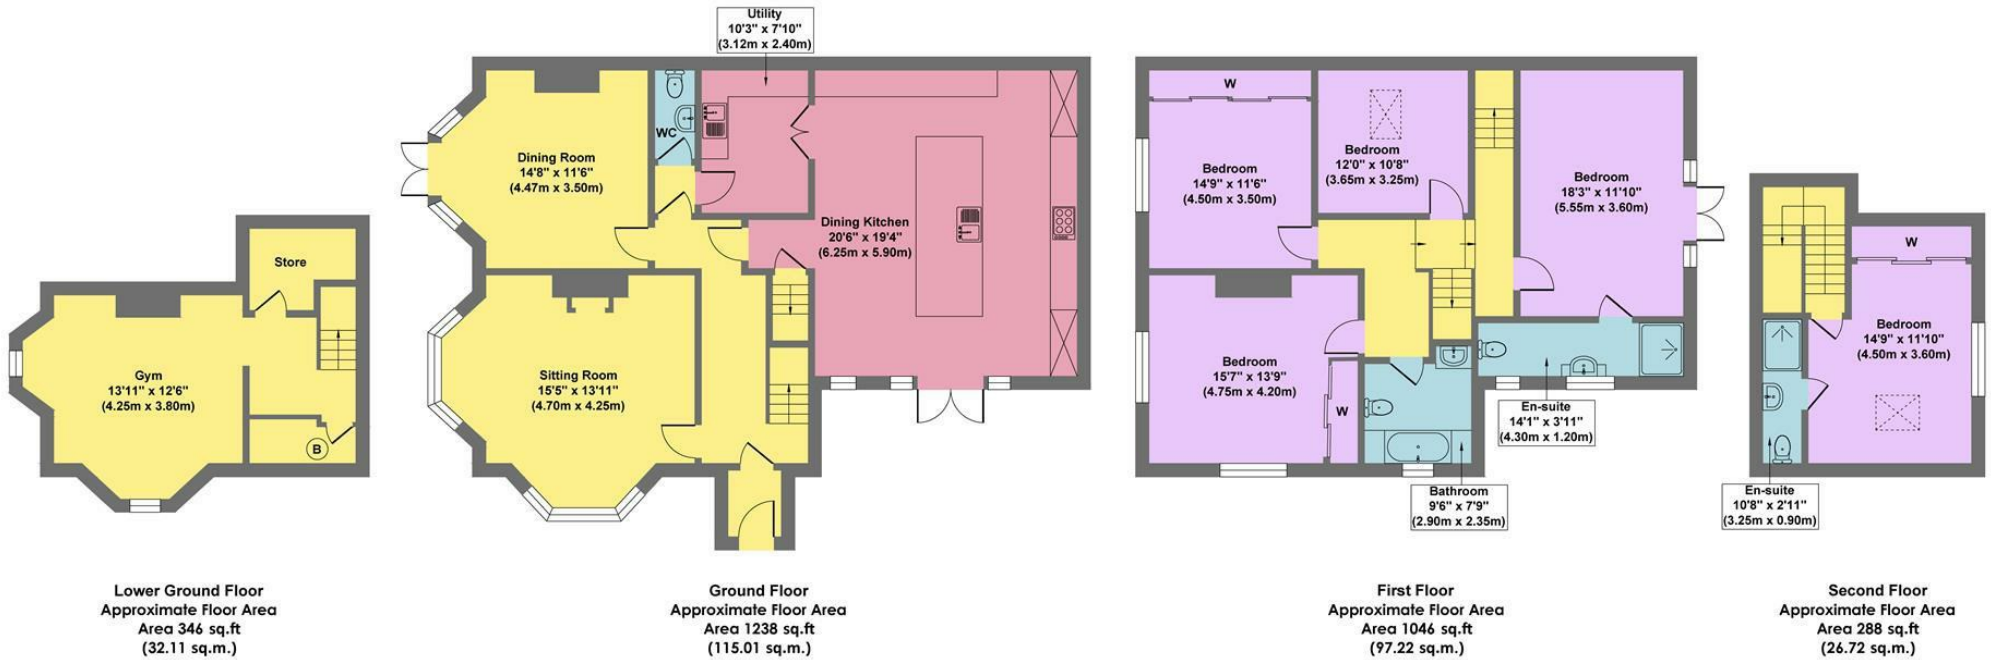 Store
Gym
13'11" x 12'6"
(4.25m x 3.80m)
B
Lower Ground Floor
Approximate Floor Area
Area 346 sq.ft
(32.11 sq.m.)
Utility
10'3" x 7'10"
(3.12m x 2.40m)
WC
Dining Room
14'8" x 11'6"
(4.47m x 3.50m)
Dining Kitchen
20'6" x 19'4"
(6.25m x 5.90m)
Sitting Room
15'5" x 13'11"
(4.70m x 4.25m)
Ground Floor
Approximate Floor Area
Area 1238 sq.ft
(115.01 sq.m.)
W
Bedroom
14'9" x 11'6"
(4.50m x 3.50m)
Bedroom
12'0" x 10'8"
(3.65m x 3.25m)
Bedroom
18'3" x 11'10"
(5.55m x 3.60m)
Bedroom
15'7" x 13'9"
(4.75m x 4.20m)
W
En-suite
14'1" x 3'11"
(4.30m x 1.20m)
Bathroom
9'6" x 7'9"
(2.90m x 2.35m)
First Floor
Approximate Floor Area
Area 1046 sq.ft
(97.22 sq.m.)
W
Bedroom
14'9" x 11'10"
(4.50m x 3.60m)
En-suite
10'8" x 2'11"
(3.25m x 0.90m)
Second Floor
Approximate Floor Area
Area 288 sq.ft
(26.72 sq.m.)